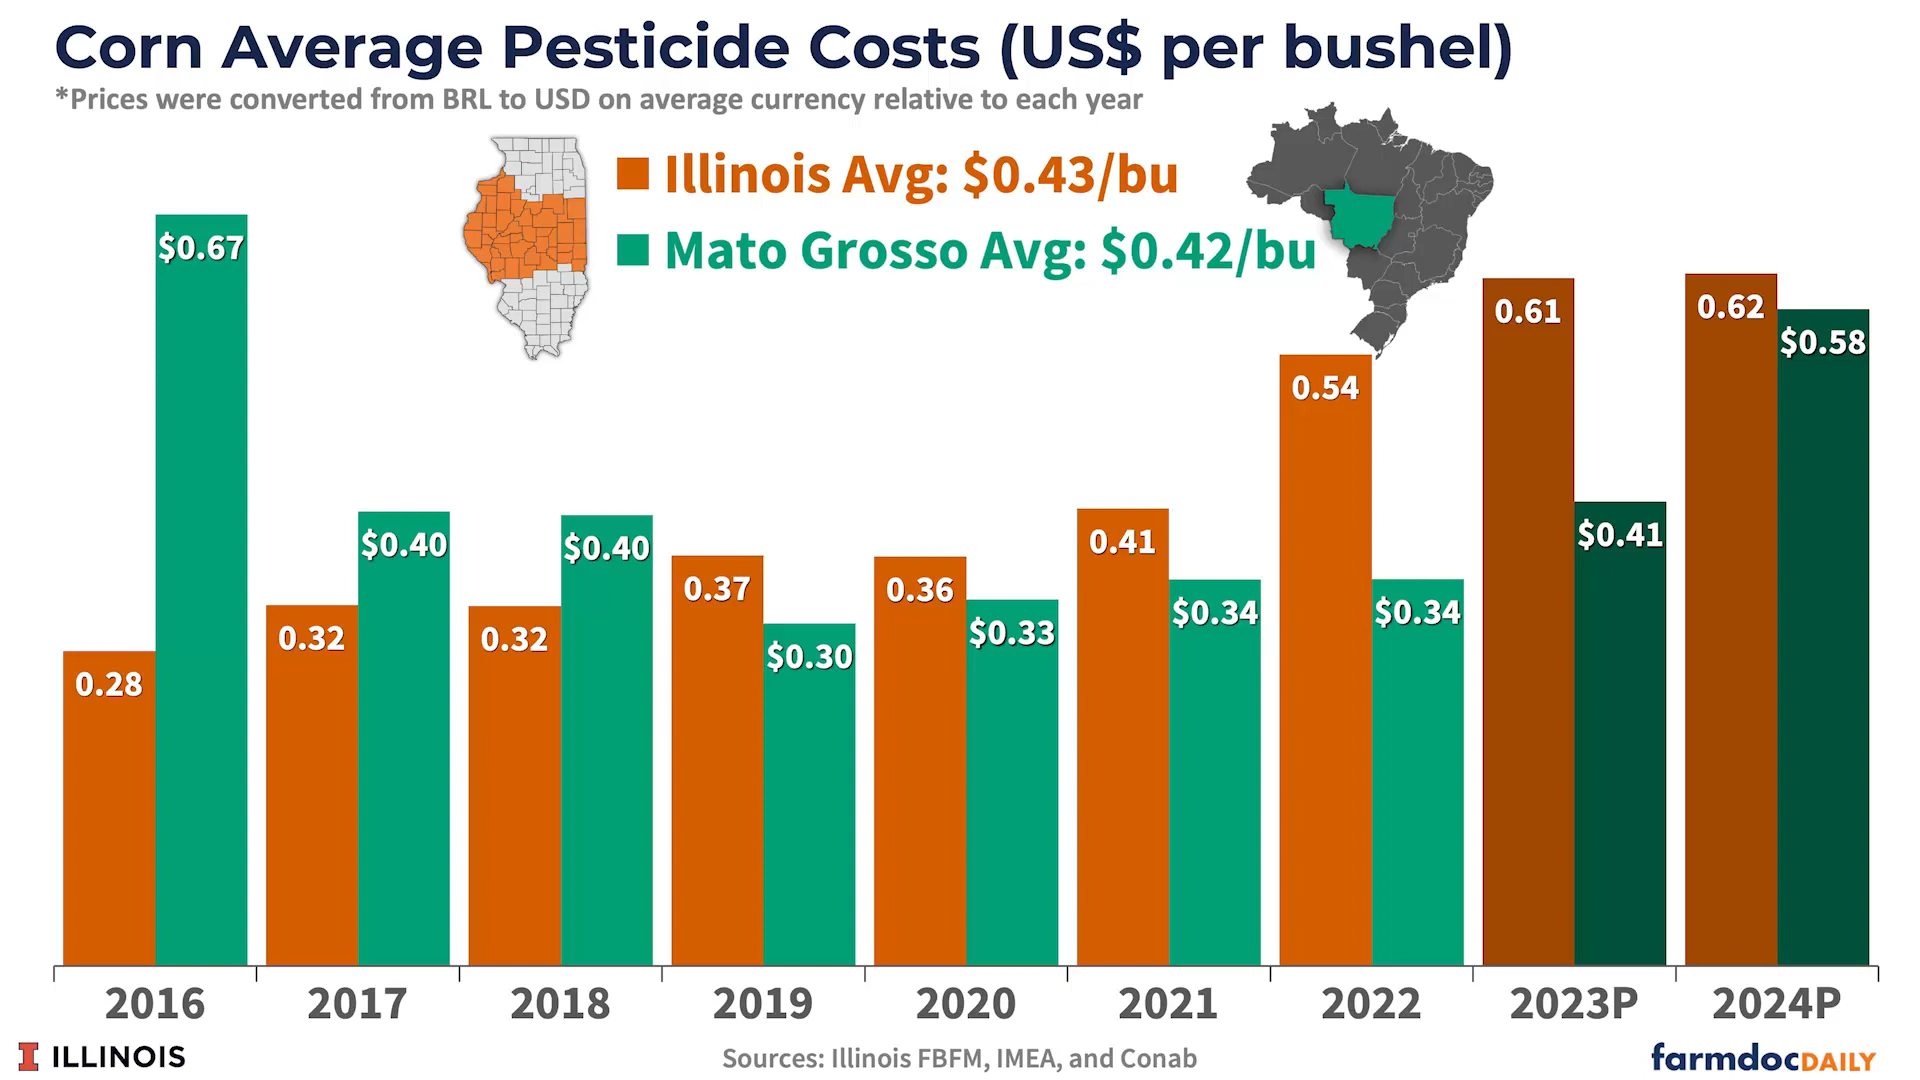 Corn Average Pesticide Costs (US$ per bushel)
*Prices were converted from BRL to USD on average currency relative to each year
Illinois Avg: $0.43/bu
Mato Grosso Avg: $0.42/bu
0.28
$0.67
0.32
$0.40
0.32
$0.40
0.37
$0.30
0.36
$0.33
0.41
$0.34
0.54
$0.34
0.61
$0.41
0.62
$0.58
2016
2017
2018
2019
2020
2021
2022
2023P
2024P
I ILLINOIS
Sources: Illinois FBFM, IMEA, and Conab
farmdocDAILY